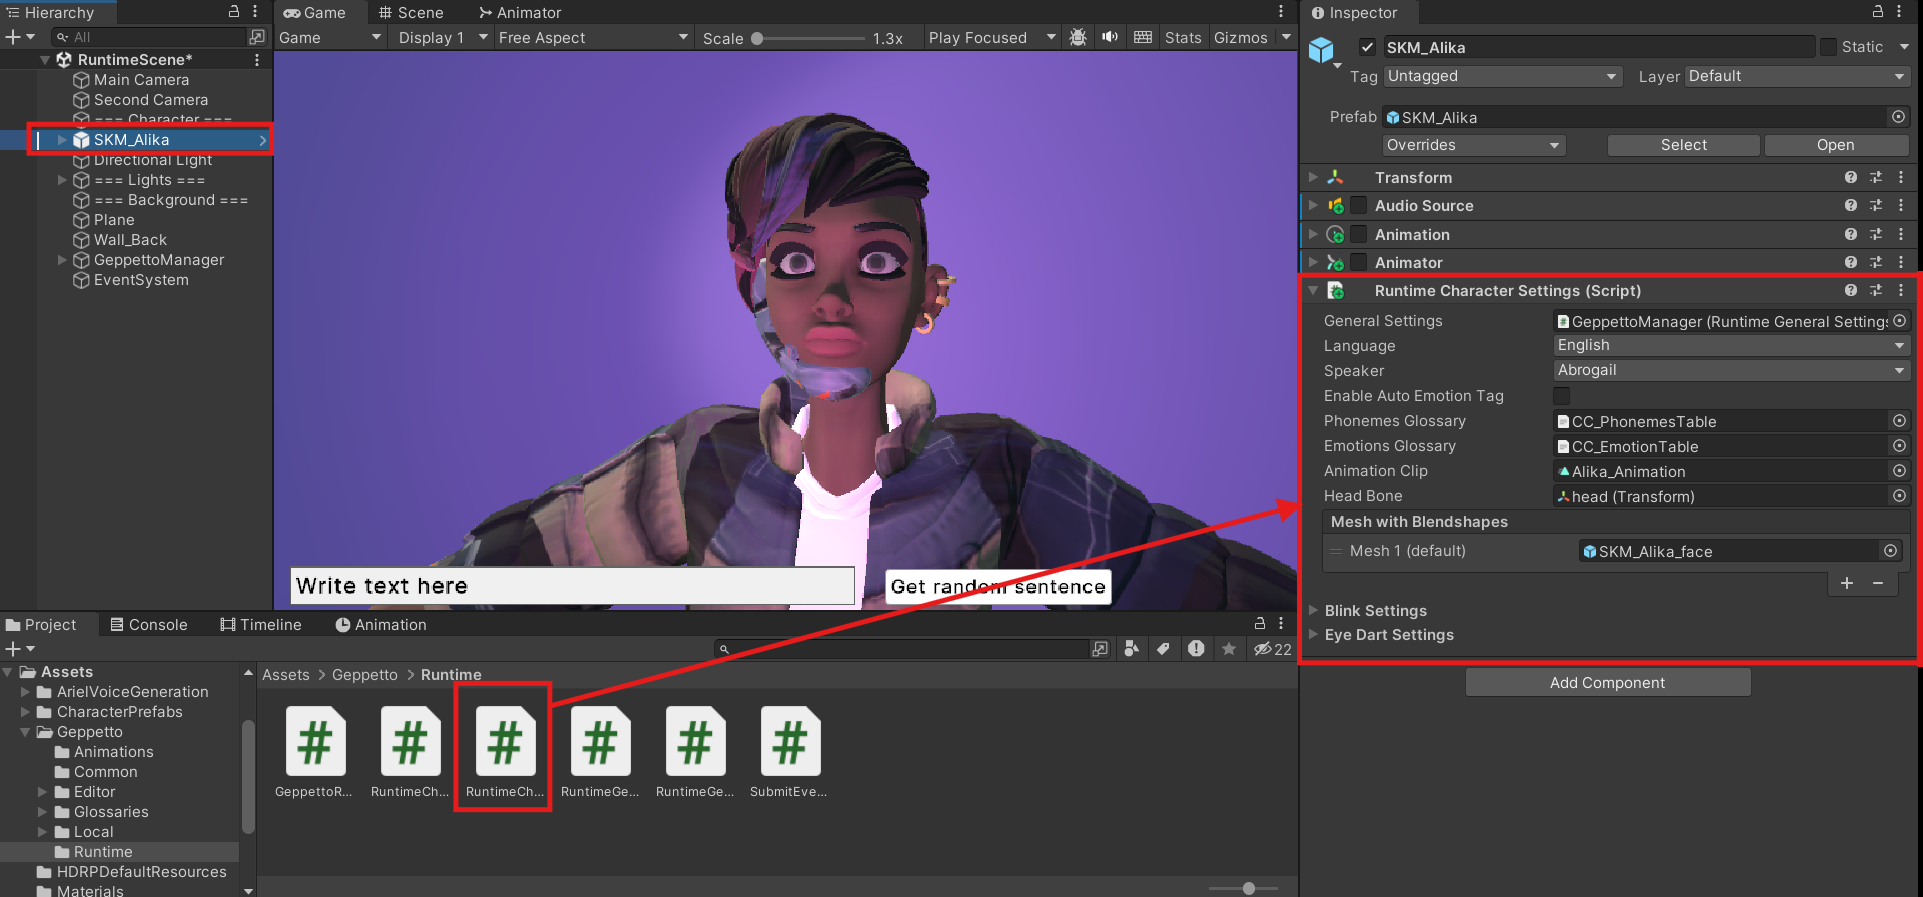 Hierarchy
All
RuntimeScene*
Main Camera
Second Camera
=== Character ===
SKM_Alika
Directional Light
=== Lights ===
=== Background ===
Plane
Wall_Back
GeppettoManager
EventSystem
Game
Scene
Animator
Game
Display 1
Free Aspect
Scale
1.3x
Play Focused
Stats
Gizmos
Write text here
Get random sentence
Inspector
SKM_Alika
Static
Tag
Untagged
Layer
Default
Prefab
SKM_Alika
Overrides
Select
Open
Transform
Audio Source
Animation
Animator
Runtime Character Settings (Script)
General Settings
GeppettoManager (Runtime General Settings
Language
English
Speaker
Abrogail
Enable Auto Emotion Tag
Phonemes Glossary
CC_PhonemesTable
Emotions Glossary
CC_EmotionTable
Animation Clip
Alika_Animation
Head Bone
head (Transform)
Mesh with Blendshapes
Mesh 1 (default)
SKM_Alika_face
Blink Settings
Eye Dart Settings
Add Component
Project
Console
Timeline
Animation
22
Assets
ArielVoiceGeneration
CharacterPrefabs
Geppetto
Animations
Common
Editor
Glossaries
Local
Runtime
HDRPDefaultResources
Materials
Assets > Geppetto > Runtime
GeppettoR...
RuntimeCh...
RuntimeCh...
RuntimeGe...
RuntimeGe...
SubmitEve...